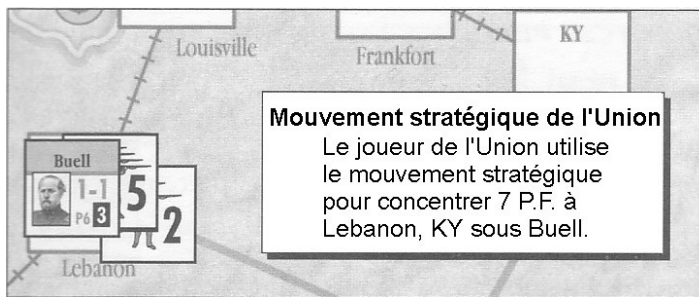 Louisville
Frankfort
KY
Mouvement stratégique de l'Union
Le joueur de l'Union utilise
le mouvement stratégique
pour concentrer 7 P.F. à
Lebanon, KY sous Buell.
Buell
1-1
P6 3
5
2
Lebanon